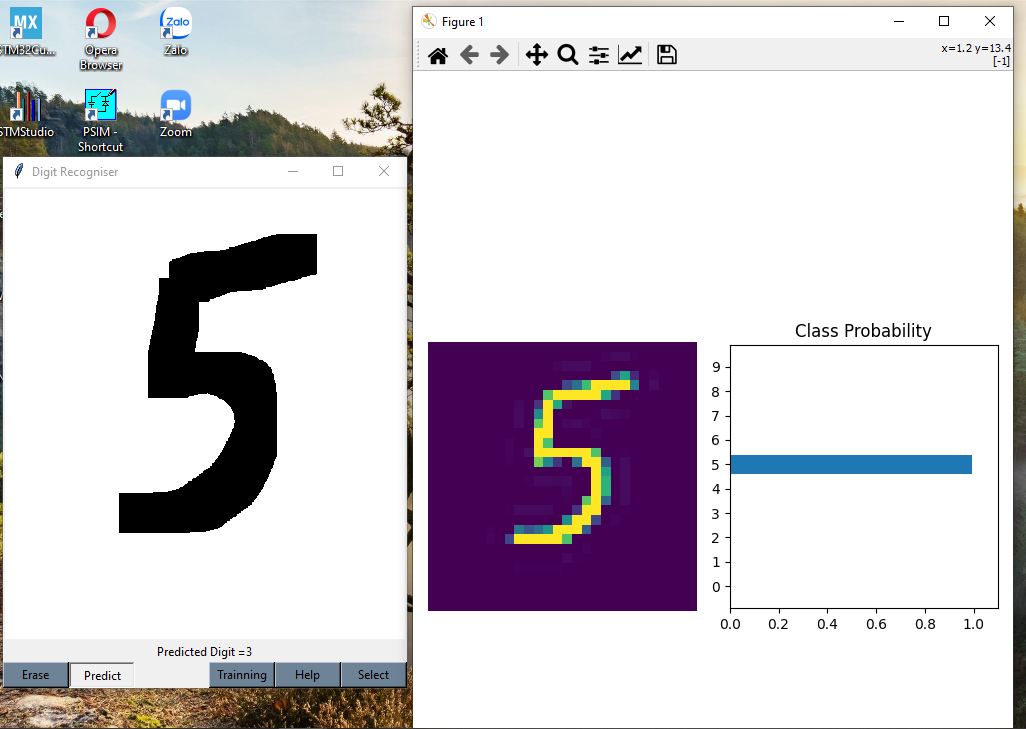 MX
STM32Cu...
Opera
Browser
Zalo
Zalo
STMStudio
PSIM -
Shortcut
Zoom
Digit Recogniser
5
Predicted Digit =3
Erase
Predict
Trainning
Help
Select
Figure 1
x=1.2 y=13.4
[-1]
5
Class Probability
9
8
7
6
5
4
3
2
1
0
0.0 0.2 0.4 0.6 0.8 1.0